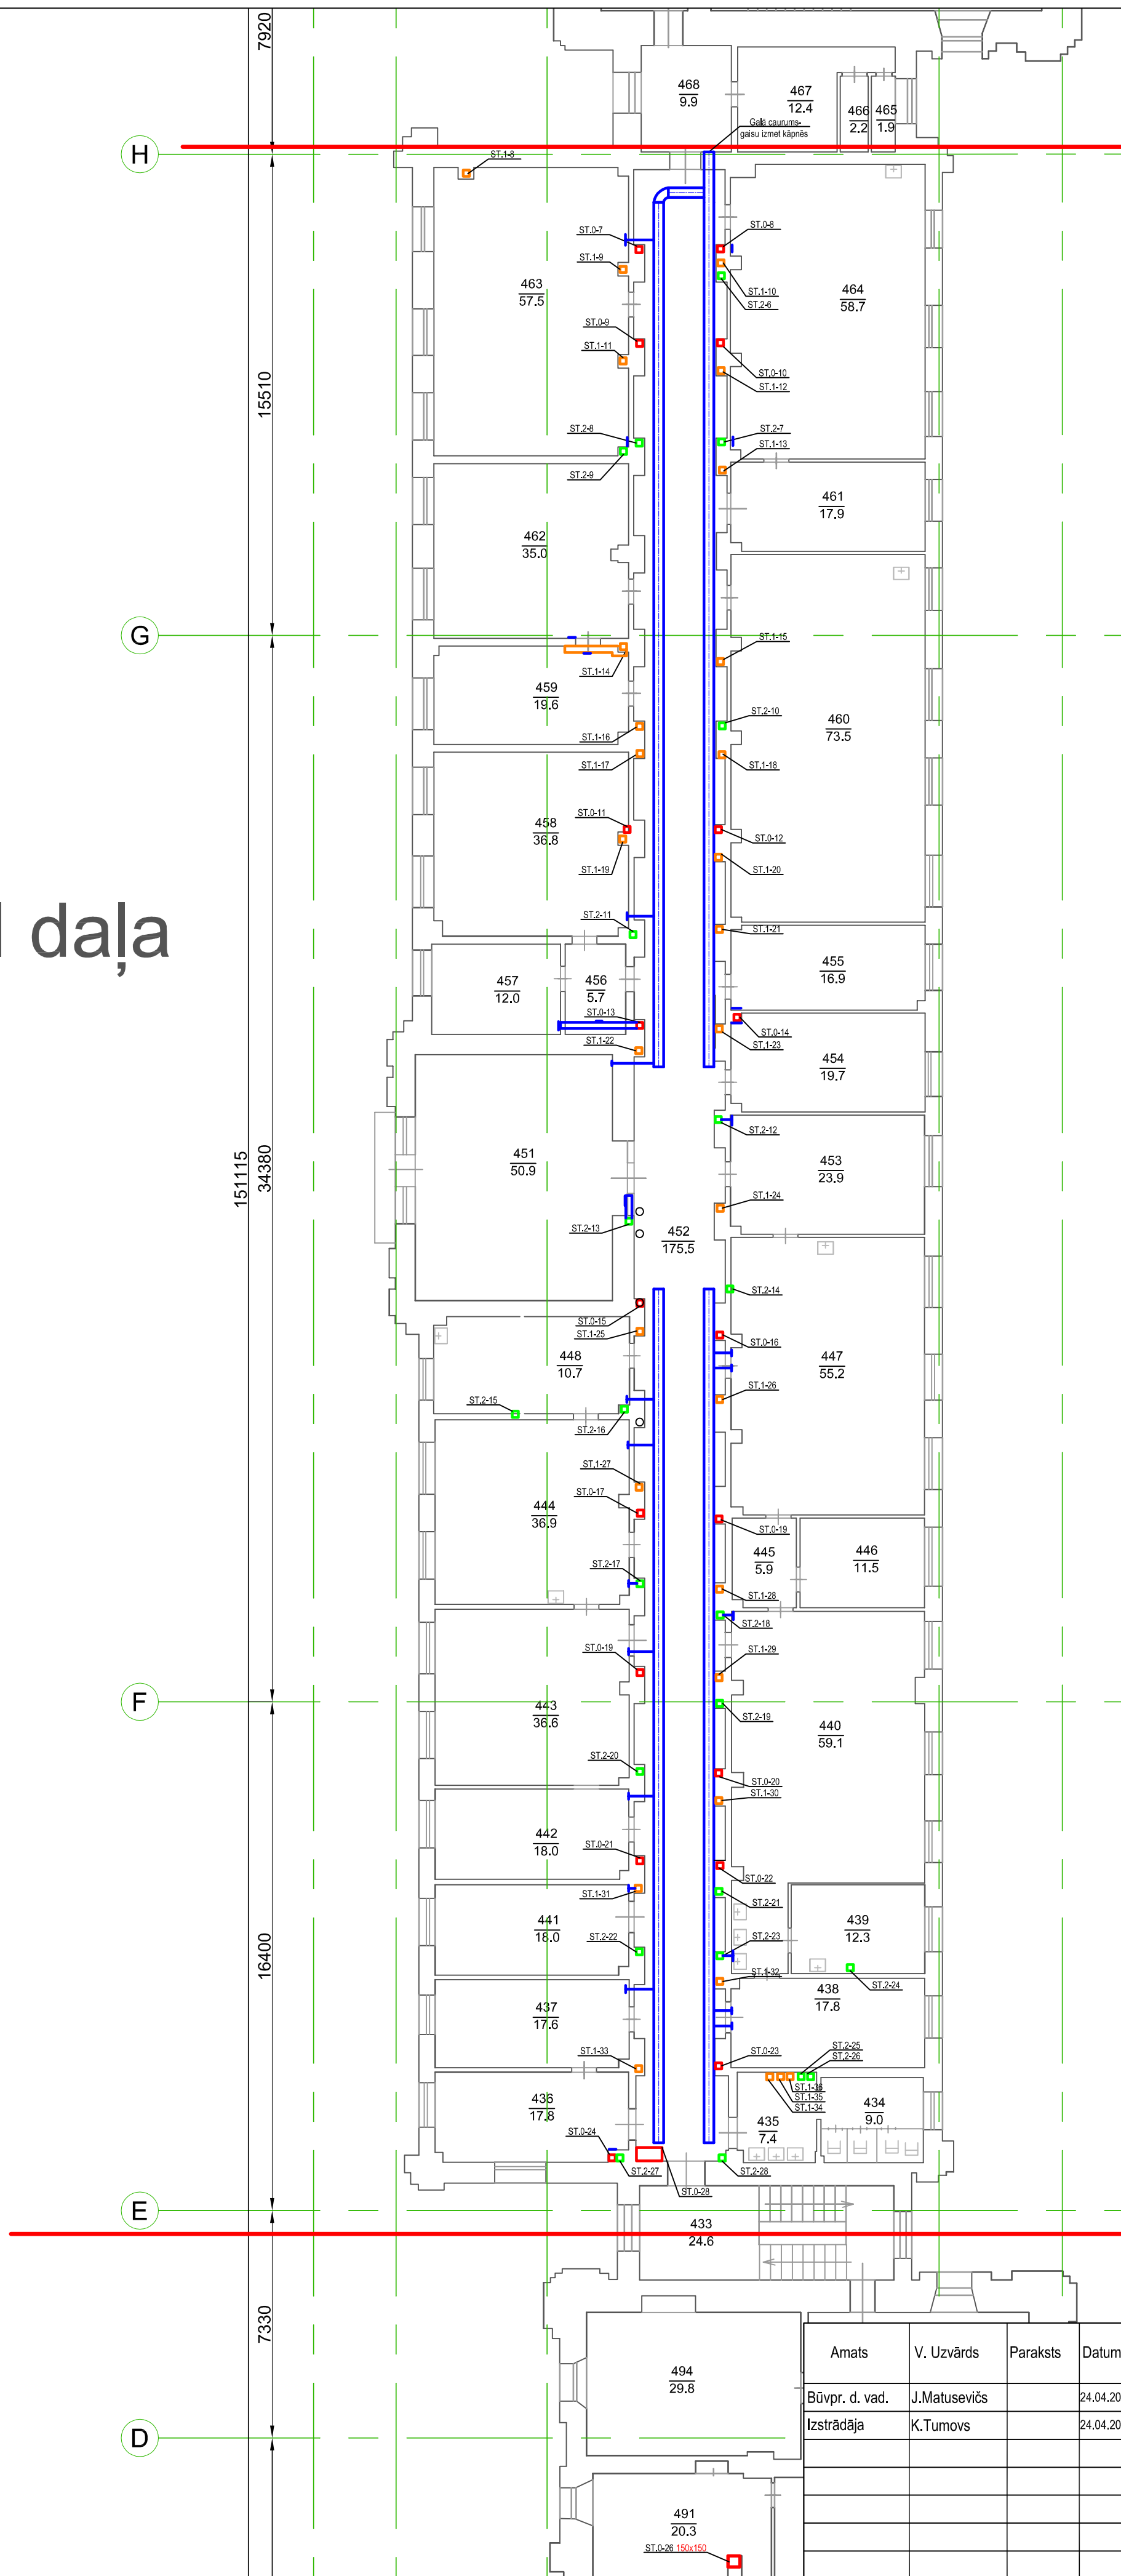 7920
468
9.9
467
12.4
466
2.2
465
1.9
Galā caurums-
gaisu izmet kāpnēs
H
ST.1-8
ST.0-7
ST.0-8
ST.1-9
ST.1-10
ST.2-6
463
57.5
464
58.7
ST.0-9
ST.1-11
ST.0-10
ST.1-12
15510
ST.2-8
ST.2-7
ST.1-13
ST.2-9
461
17.9
462
35.0
G
ST.1-15
ST.1-14
459
19.6
ST.2-10
460
73.5
ST.1-16
ST.1-17
ST.1-18
ST.0-11
458
36.8
ST.0-12
ST.1-19
ST.1-20
ST.2-11
ST.1-21
daļa
455
16.9
457
12.0
456
5.7
ST.0-13
ST.0-14
ST.1-22
ST.1-23
454
19.7
ST.2-12
151115
34380
451
50.9
453
23.9
ST.1-24
ST.2-13
452
175.5
ST.2-14
ST.0-15
ST.1-25
ST.0-16
448
10.7
447
55.2
ST.1-26
ST.2-15
ST.2-16
ST.1-27
ST.0-17
444
36.9
ST.0-19
445
5.9
446
11.5
ST.2-17
ST.1-28
ST.2-18
ST.0-19
ST.1-29
F
443
36.6
ST.2-19
440
59.1
ST.2-20
ST.0-20
ST.1-30
442
18.0
ST.0-21
ST.0-22
ST.1-31
ST.2-21
441
18.0
439
12.3
ST.2-22
ST.2-23
16400
ST.1-32
ST.2-24
438
17.8
437
17.6
ST.1-33
ST.0-23
ST.2-25
ST.2-26
ST.1-36
ST.1-35
ST.1-34
436
17.8
434
9.0
435
7.4
ST.0-24
ST.2-27
ST.2-28
ST.0-28
E
433
24.6
7330
Amats V. Uzvārds Paraksts Datum
494
29.8
Būvpr. d. vad. J.Matusevičs 24.04.20
Izstrādāja K.Tumovs 24.04.20
D
491
20.3
ST.0-26 150x150